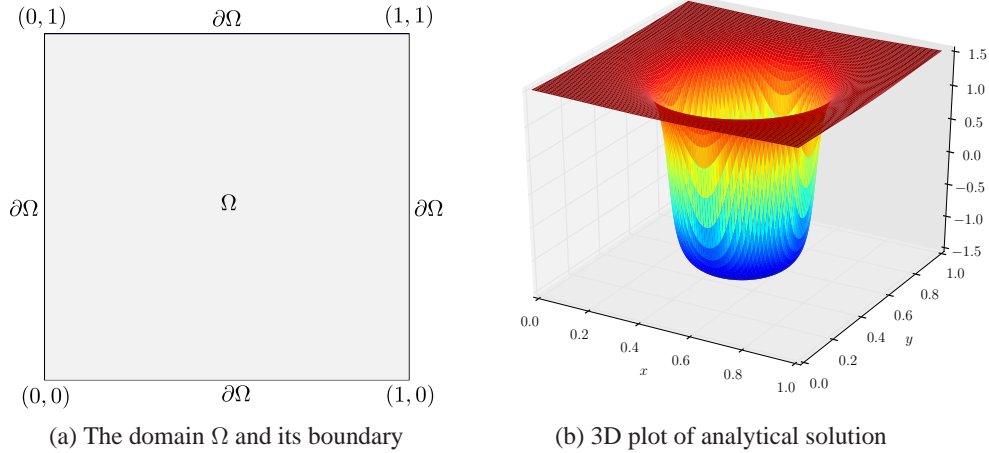 (0, 1)
∂Ω
(1, 1)
∂Ω
Ω
∂Ω
(0, 0)
∂Ω
(1, 0)
(a) The domain Ω and its boundary
1.5
1.0
0.5
0.0
−0.5
−1.0
−1.5
0.0
0.2
0.4
0.6
0.8
1.0
x
0.0
0.2
0.4
0.6
0.8
1.0
y
(b) 3D plot of analytical solution